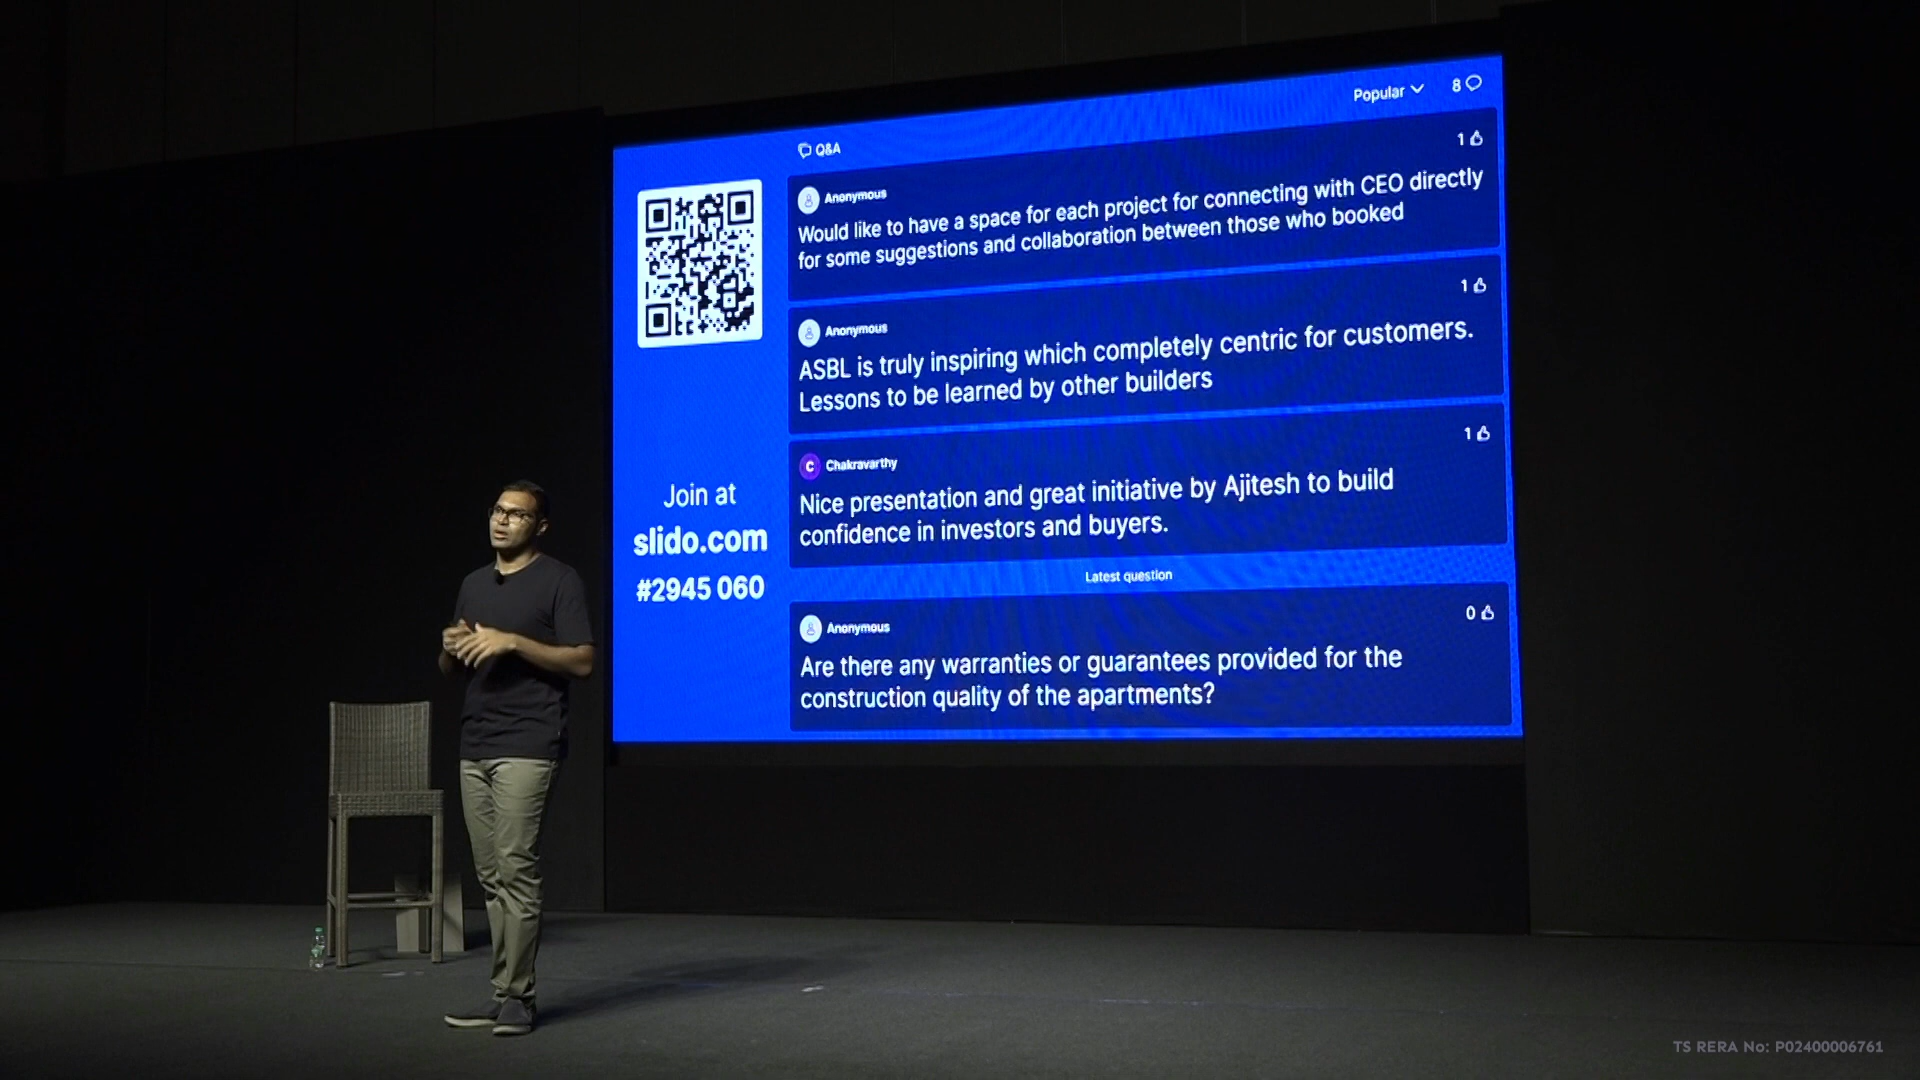 Popular
8
Q&A
1
Anonymous
Would like to have a space for each project for connecting with CEO directly
for some suggestions and collaboration between those who booked
1
Anonymous
ASBL is truly inspiring which completely centric for customers.
Lessons to be learned by other builders
1
C Chakravarthy
Nice presentation and great initiative by Ajitesh to build
confidence in investors and buyers.
Latest question
0
Anonymous
Are there any warranties or guarantees provided for the
construction quality of the apartments?
Join at
slido.com
#2945 060
TS RERA No: P02400006761